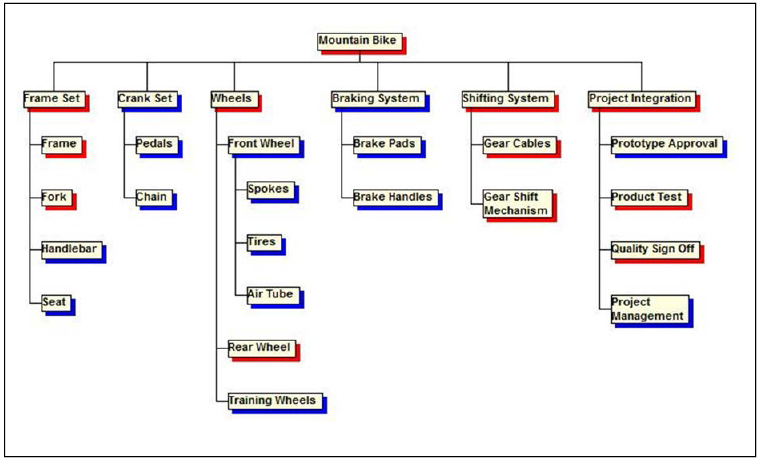 Mountain Bike
Frame Set
Crank Set
Wheels
Braking System
Shifting System
Project Integration
Frame
Fork
Handlebar
Seat
Pedals
Chain
Front Wheel
Spokes
Tires
Air Tube
Rear Wheel
Training Wheels
Brake Pads
Brake Handles
Gear Cables
Gear Shift
Mechanism
Prototype Approval
Product Test
Quality Sign Off
Project
Management